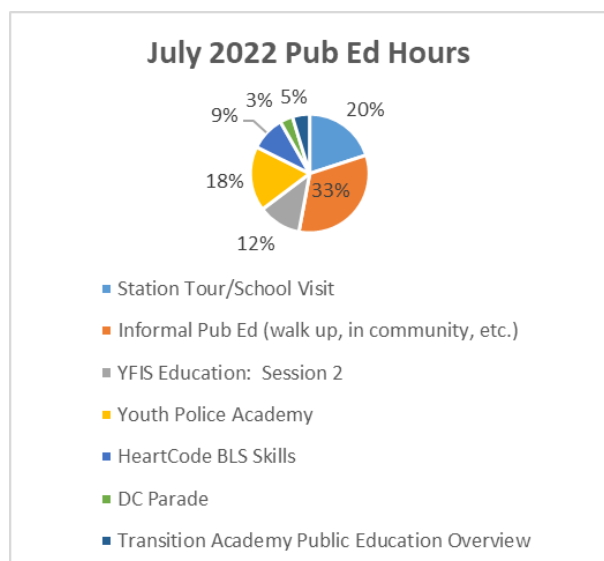 July 2022 Pub Ed Hours
3% 5%
9%
20%
18%
33%
12%
Station Tour/School Visit
Informal Pub Ed (walk up, in community, etc.)
YFIS Education: Session 2
Youth Police Academy
HeartCode BLS Skills
DC Parade
Transition Academy Public Education Overview